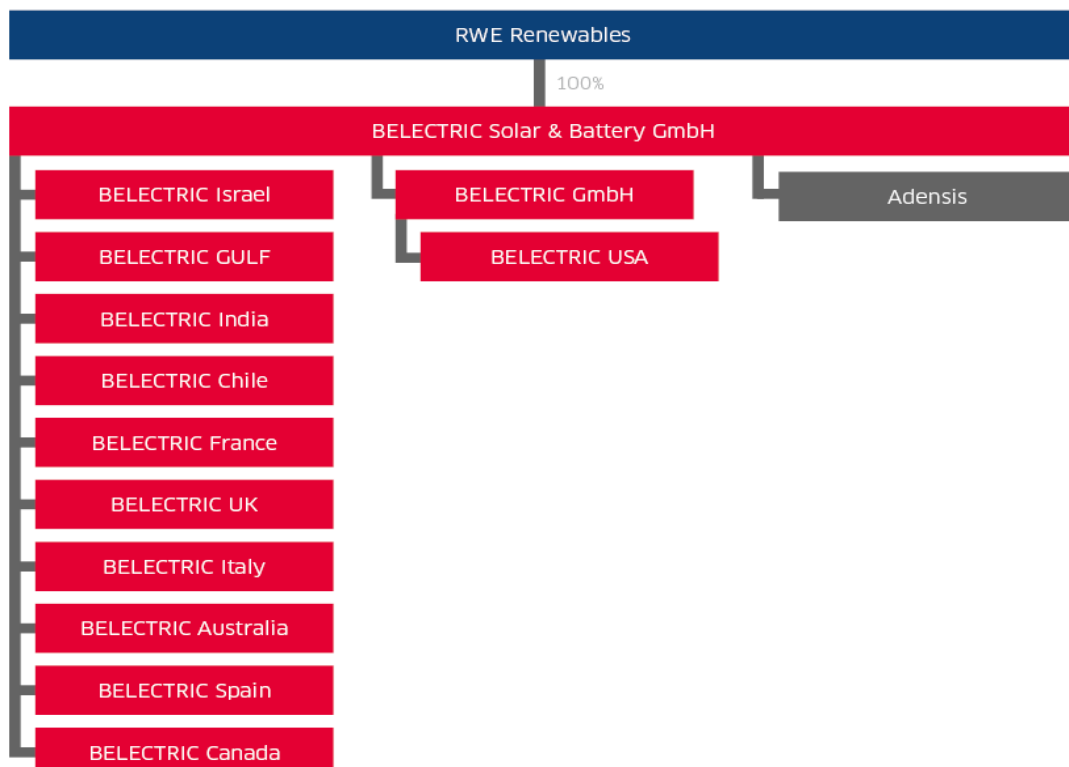 RWE Renewables
100%
BELECTRIC Solar & Battery GmbH
BELECTRIC Israel
BELECTRIC GULF
BELECTRIC India
BELECTRIC Chile
BELECTRIC France
BELECTRIC UK
BELECTRIC Italy
BELECTRIC Australia
BELECTRIC Spain
BELECTRIC Canada
BELECTRIC GmbH
BELECTRIC USA
Adensis